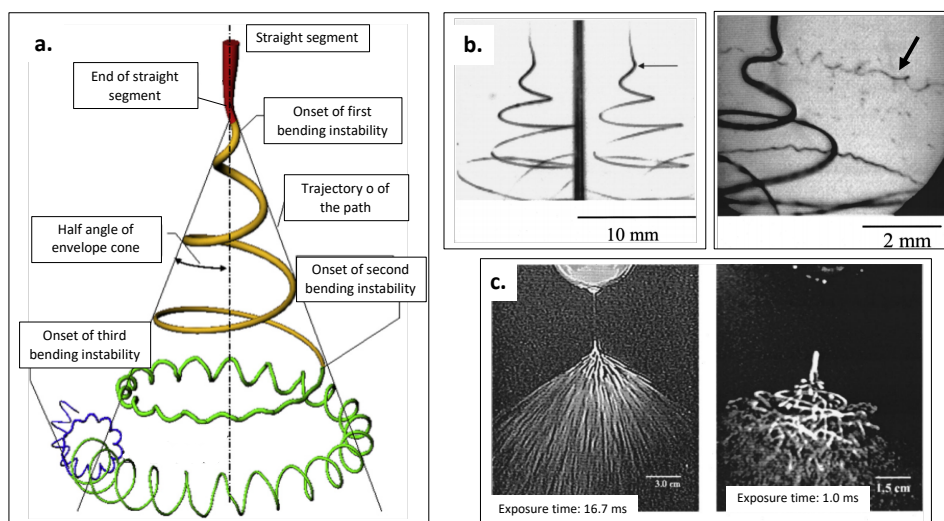 a.
Straight segment
End of straight
segment
Onset of first
bending instability
Trajectory o of
the path
Half angle of
envelope cone
Onset of second
bending instability
Onset of third
bending instability
b.
10 mm
2 mm
c.
3.0 cm
Exposure time: 16.7 ms
1.5 cm
Exposure time: 1.0 ms